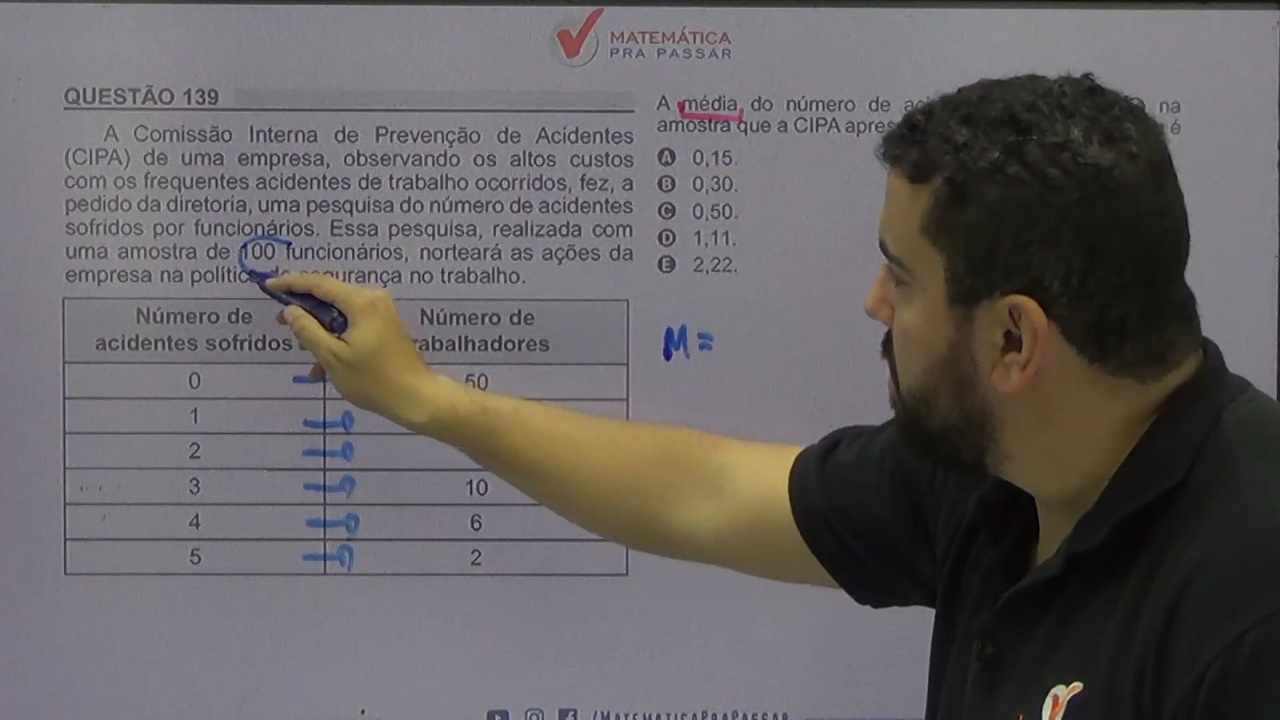 MATEMÁTICA
PRA PASSAR
QUESTÃO 139
A Comissão Interna de Prevenção de Acidentes
(CIPA) de uma empresa, observando os altos custos
com os frequentes acidentes de trabalho ocorridos, fez, a
pedido da diretoria, uma pesquisa do número de acidentes
sofridos por funcionários. Essa pesquisa, realizada com
uma amostra de 100 funcionários, norteará as ações da
empresa na no trabalho.
Número de
acidentes sofridos
Número de
0 50
1
2
3 10
4 6
5 2
A média do número de na
amostra que a CIPA é
A 0,15.
B 0,30.
C 0,50.
D 1,11.
E 2,22.
M =
/MATEMATICAPRAPASSAR